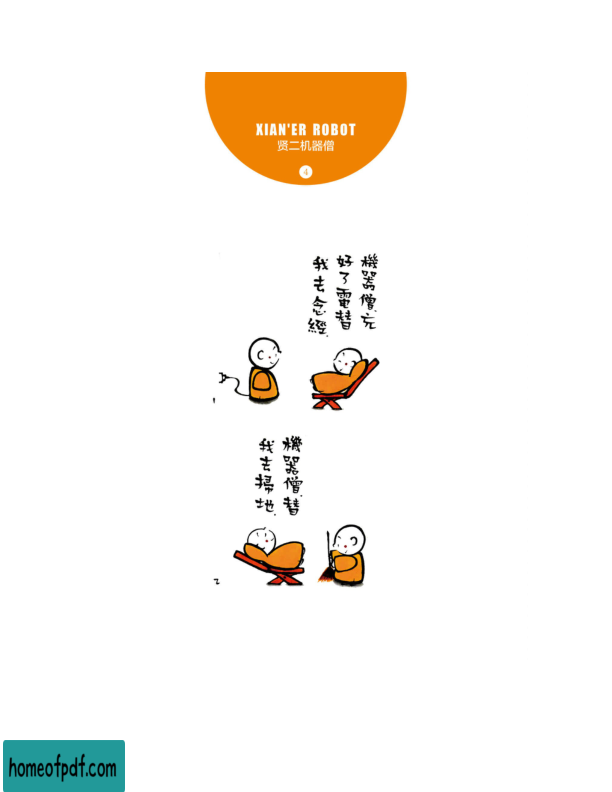 XIAN'ER ROBOT
贤二机器僧
4
機器僧充
好了電替
我去念經
1
機器僧替
我去掃地
2
homeofpdf.com